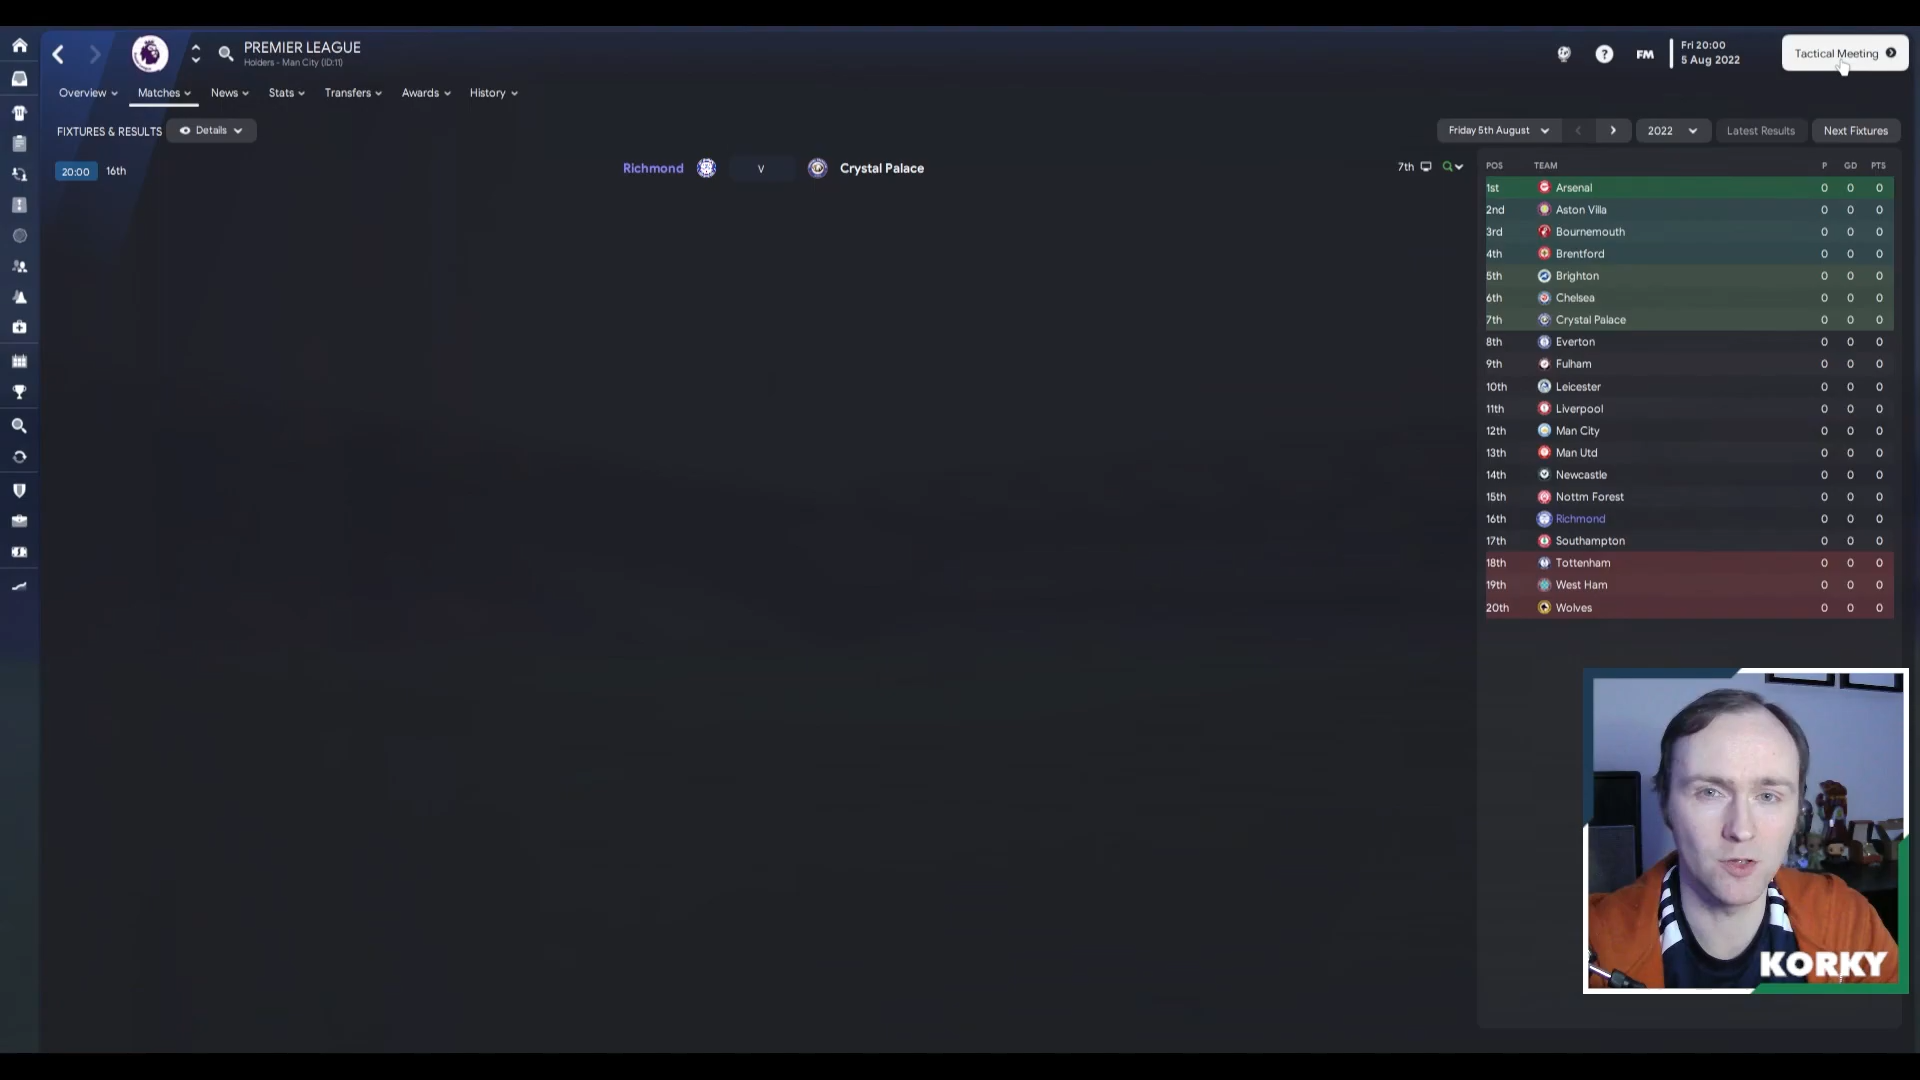 PREMIER LEAGUE
Holders - Man City (ID:11)
FM
Fri 20:00
5 Aug 2022
Tactical Meeting
Overview
Matches
News
Stats
Transfers
Awards
History
FIXTURES & RESULTS
Details
Friday 5th August
2022
Latest Results
Next Fixtures
20:00 16th Richmond v Crystal Palace 7th
POS TEAM P GD PTS
1st Arsenal 0 0 0
2nd Aston Villa 0 0 0
3rd Bournemouth 0 0 0
4th Brentford 0 0 0
5th Brighton 0 0 0
6th Chelsea 0 0 0
7th Crystal Palace 0 0 0
8th Everton 0 0 0
9th Fulham 0 0 0
10th Leicester 0 0 0
11th Liverpool 0 0 0
12th Man City 0 0 0
13th Man Utd 0 0 0
14th Newcastle 0 0 0
15th Nottm Forest 0 0 0
16th Richmond 0 0 0
17th Southampton 0 0 0
18th Tottenham 0 0 0
19th West Ham 0 0 0
20th Wolves 0 0 0
KORKY